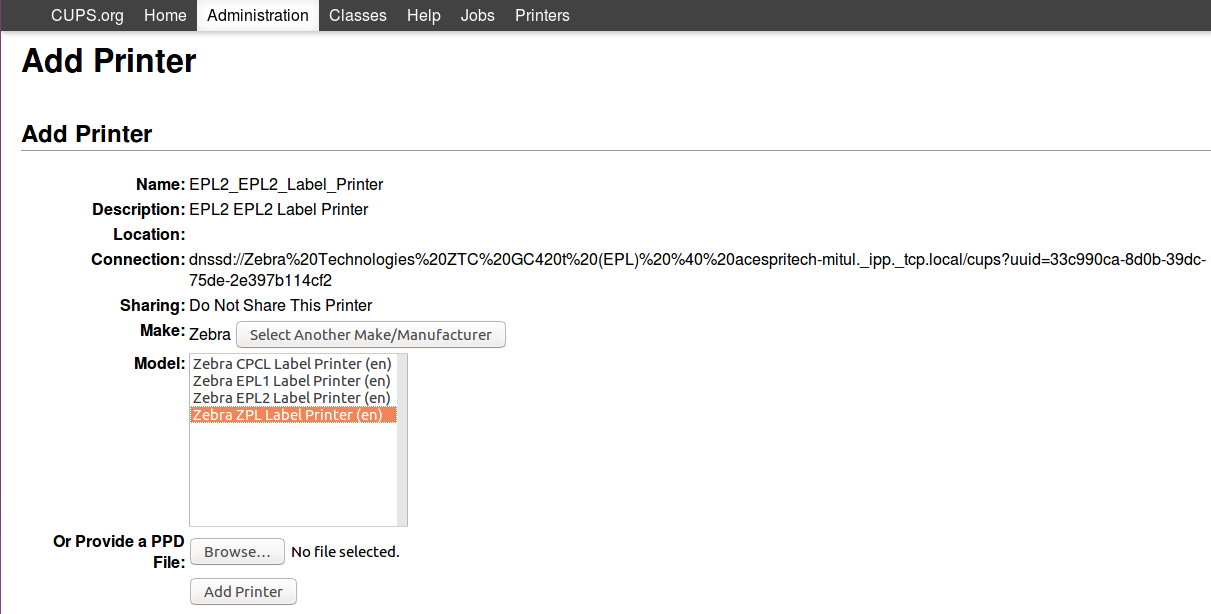 CUPS.org Home Administration Classes Help Jobs Printers
Add Printer
Add Printer
Name: EPL2_EPL2_Label_Printer
Description: EPL2 EPL2 Label Printer
Location:
Connection: dnssd://Zebra%20Technologies%20ZTC%20GC420t%20(EPL)%20%40%20acespritech-mitul._ipp._tcp.local/cups?uuid=33c990ca-8d0b-39dc-
75de-2e397b114cf2
Sharing: Do Not Share This Printer
Make: Zebra Select Another Make/Manufacturer
Model: Zebra CPCL Label Printer (en)
Zebra EPL1 Label Printer (en)
Zebra EPL2 Label Printer (en)
Zebra ZPL Label Printer (en)
Or Provide a PPD
File: Browse... No file selected.
Add Printer